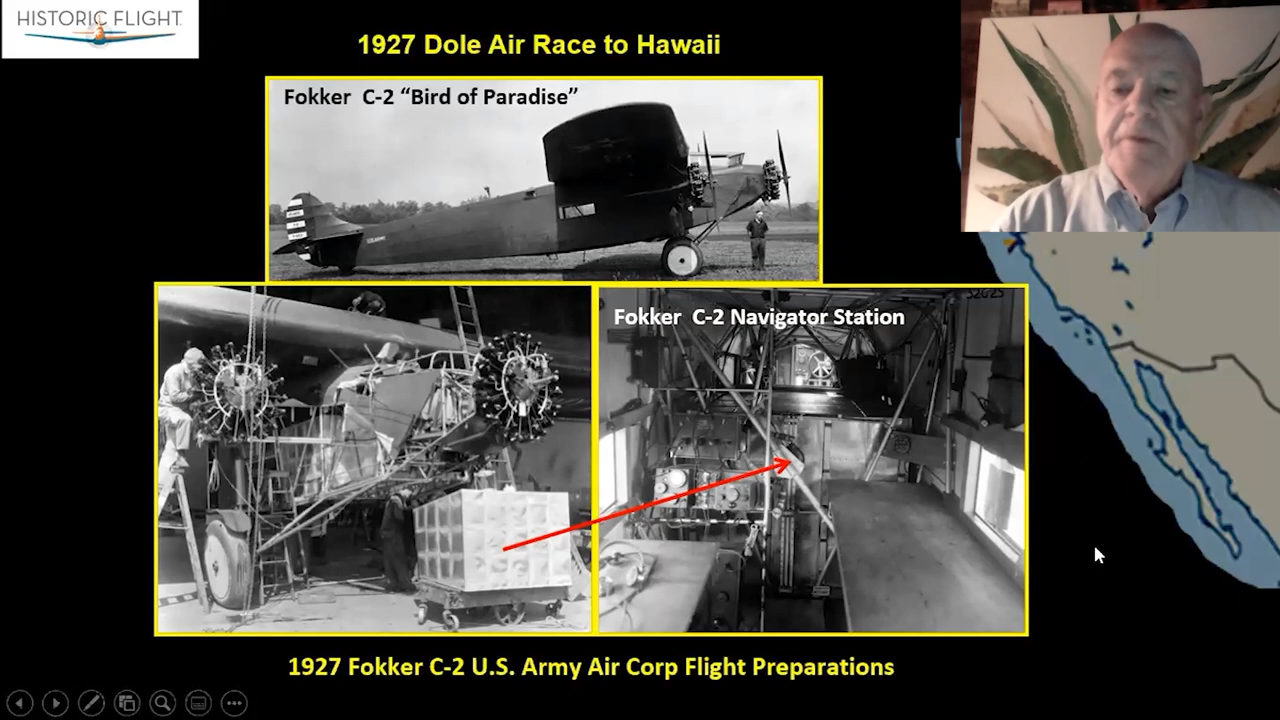 HISTORIC FLIGHT
1927 Dole Air Race to Hawaii
Fokker C-2 “Bird of Paradise”
Fokker C-2 Navigator Station
1927 Fokker C-2 U.S. Army Air Corp Flight Preparations